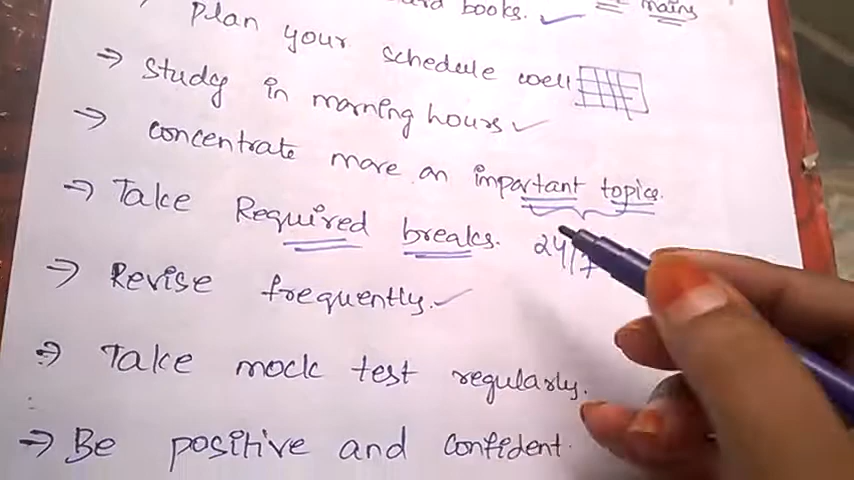 books. ✓ mains
Plan your schedule well
⇒ Study in morning hours ✓
⇒ concentrate more on important topics.
⇒ Take Required breaks. 24/7
⇒ Revise frequently. ✓
⇒ Take mock test regularly.
⇒ Be positive and confident.